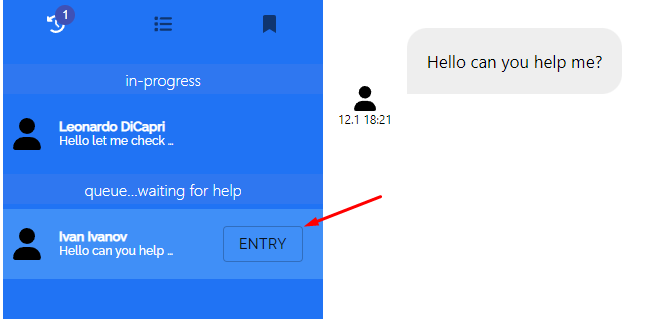 1
in-progress
Leonardo DiCapri
Hello let me check ...
queue...waiting for help
Ivan Ivanov
Hello can you help ...
ENTRY
Hello can you help me?
12.1 18:21